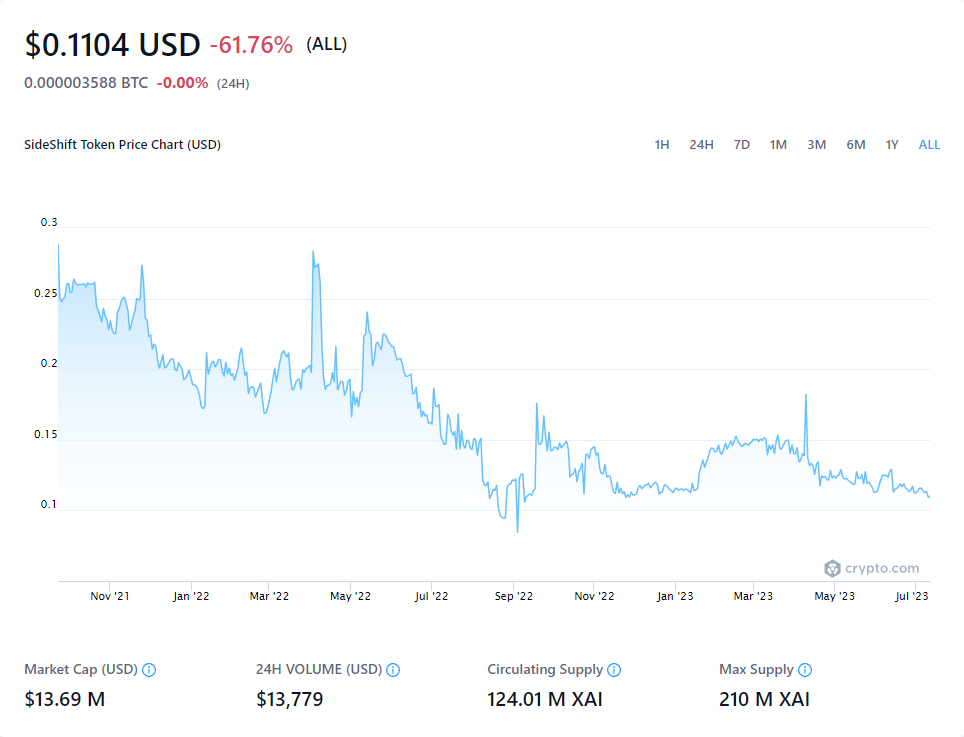 $0.1104 USD -61.76% (ALL)
0.000003588 BTC -0.00% (24H)
SideShift Token Price Chart (USD) 1H 24H 7D 1M 3M 6M 1Y ALL
0.3
0.25
0.2
0.15
0.1
crypto.com
Nov '21 Jan '22 Mar '22 May '22 Jul '22 Sep '22 Nov '22 Jan '23 Mar '23 May '23 Jul '23
Market Cap (USD) 24H VOLUME (USD) Circulating Supply Max Supply
$13.69 M $13,779 124.01 M XAI 210 M XAI